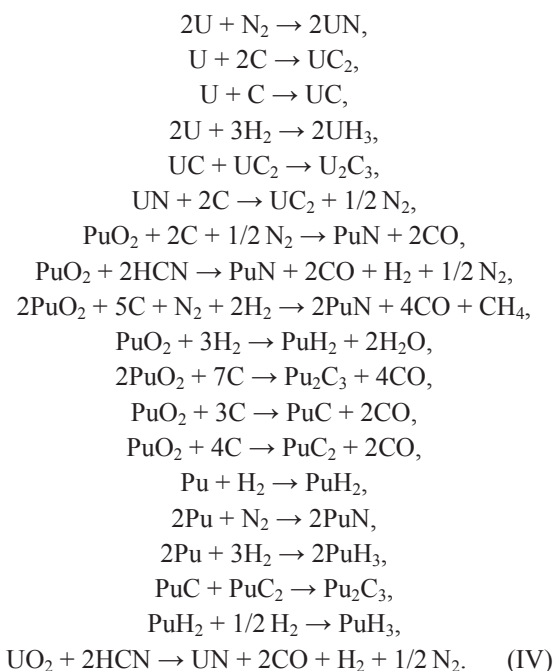 2U + N₂ → 2UN,
U + 2C → UC₂,
U + C → UC,
2U + 3H₂ → 2UH₃,
UC + UC₂ → U₂C₃,
UN + 2C → UC₂ + 1/2 N₂,
PuO₂ + 2C + 1/2 N₂ → PuN + 2CO,
PuO₂ + 2HCN → PuN + 2CO + H₂ + 1/2 N₂,
2PuO₂ + 5C + N₂ + 2H₂ → 2PuN + 4CO + CH₄,
PuO₂ + 3H₂ → PuH₂ + 2H₂O,
2PuO₂ + 7C → Pu₂C₃ + 4CO,
PuO₂ + 3C → PuC + 2CO,
PuO₂ + 4C → PuC₂ + 2CO,
Pu + H₂ → PuH₂,
2Pu + N₂ → 2PuN,
2Pu + 3H₂ → 2PuH₃,
PuC + PuC₂ → Pu₂C₃,
PuH₂ + 1/2 H₂ → PuH₃,
UO₂ + 2HCN → UN + 2CO + H₂ + 1/2 N₂. (IV)